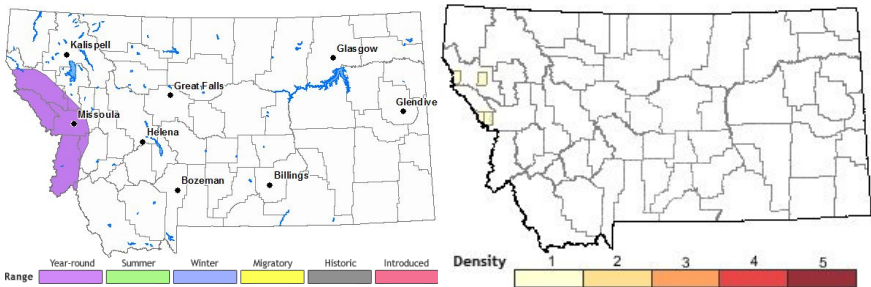 Kalispell
Glasgow
Great Falls
Glendive
Missoula
Helena
Bozeman
Billings
Range Year-round Summer Winter Migratory Historic Introduced
Density 1 2 3 4 5